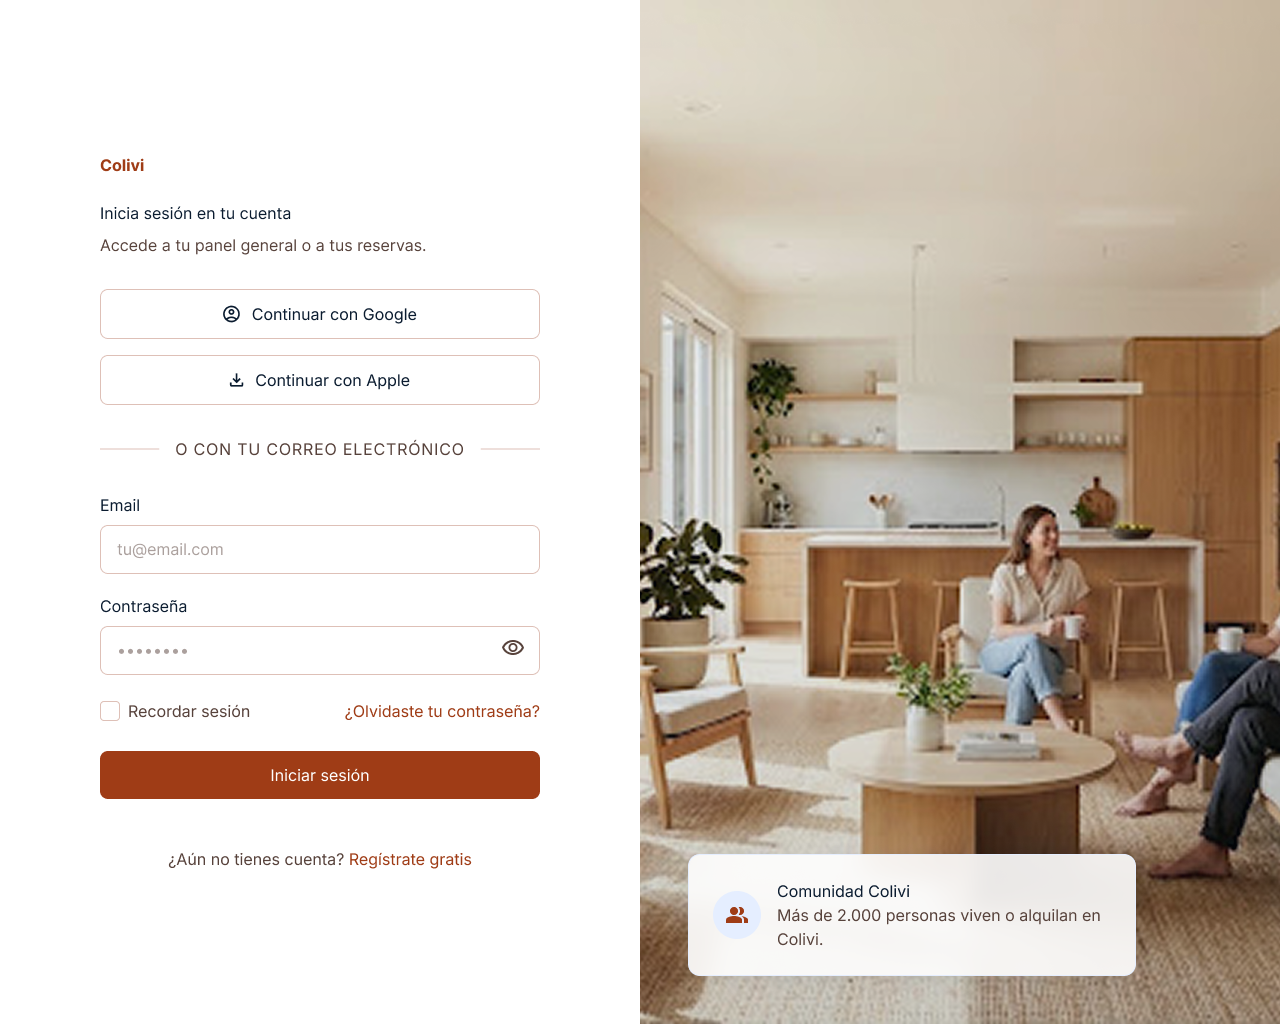 Colivi
Inicia sesión en tu cuenta
Accede a tu panel general o a tus reservas.
Continuar con Google
Continuar con Apple
O CON TU CORREO ELECTRÓNICO
Email
tu@email.com
Contraseña
••••••••
Recordar sesión
¿Olvidaste tu contraseña?
Iniciar sesión
¿Aún no tienes cuenta? Regístrate gratis
Comunidad Colivi
Más de 2.000 personas viven o alquilan en
Colivi.